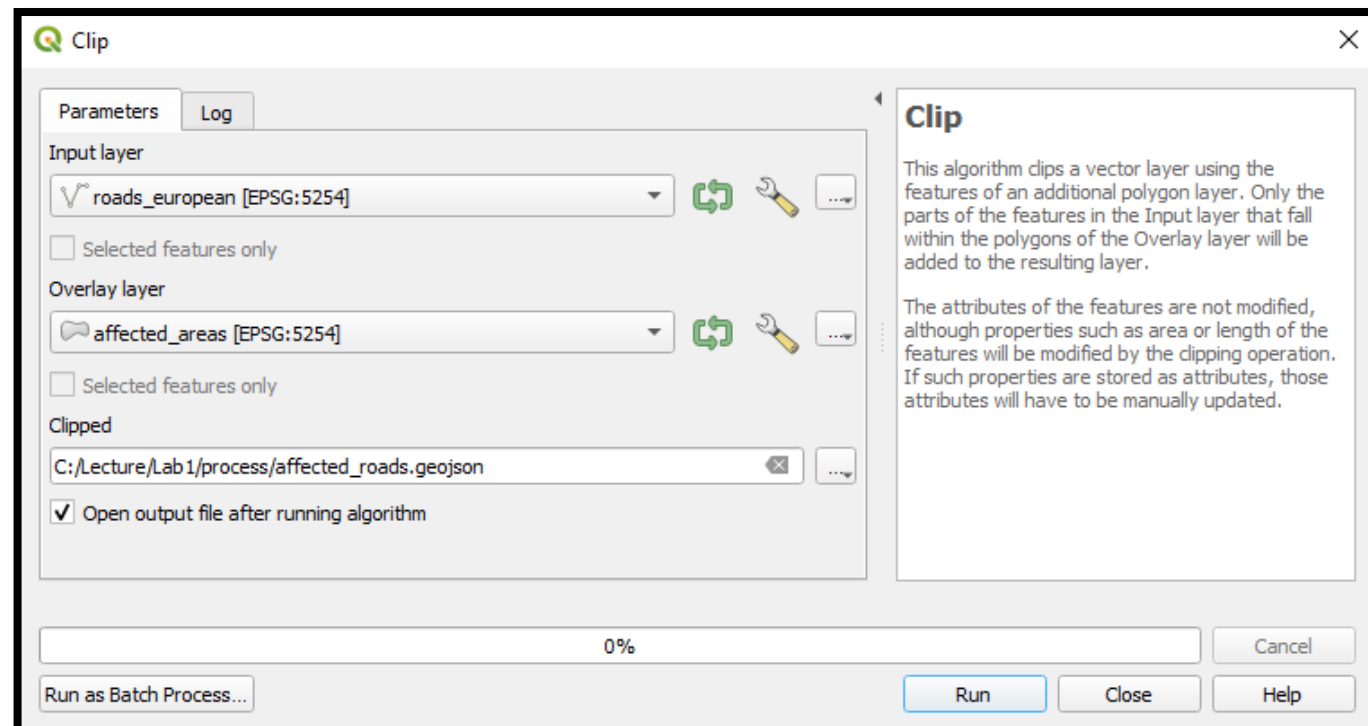 Clip
Parameters
Log
Input layer
roads_european [EPSG:5254]
...
Selected features only
Overlay layer
affected_areas [EPSG:5254]
...
Selected features only
Clipped
C:/Lecture/Lab1/process/affected_roads.geojson
...
Open output file after running algorithm
Clip
This algorithm clips a vector layer using the
features of an additional polygon layer. Only the
parts of the features in the Input layer that fall
within the polygons of the Overlay layer will be
added to the resulting layer.
The attributes of the features are not modified,
although properties such as area or length of the
features will be modified by the clipping operation.
If such properties are stored as attributes, those
attributes will have to be manually updated.
0%
Cancel
Run as Batch Process...
Run
Close
Help